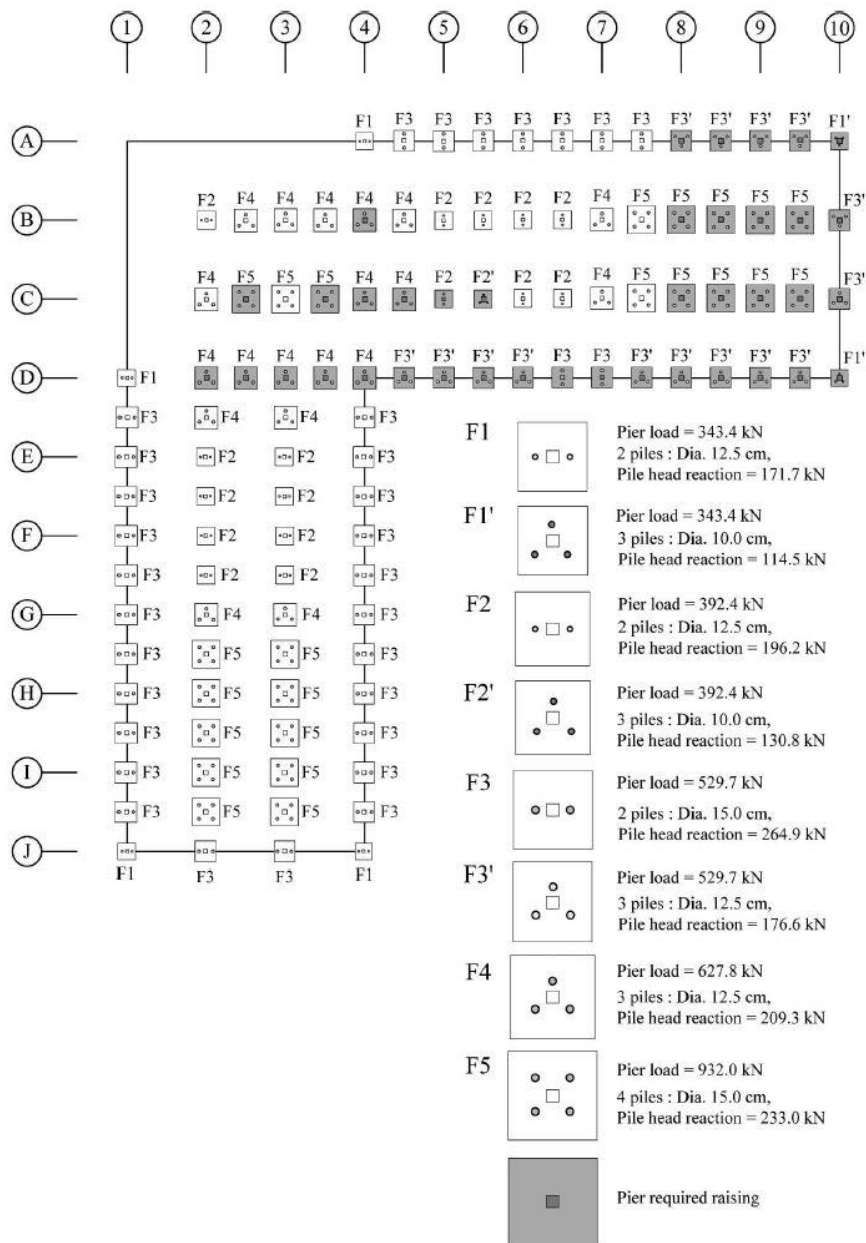 1 2 3 4 5 6 7 8 9 10
F1 F3 F3 F3 F3 F3 F3 F3 F3' F3' F3' F3' F1'
A
F2 F4 F4 F4 F4 F4 F2 F2 F2 F2 F4 F5 F5 F5 F5 F5 F3'
B
F4 F5 F5 F5 F4 F4 F2 F2' F2 F2 F4 F5 F5 F5 F5 F5 F3'
C
F4 F4 F4 F4 F4 F3' F3' F3' F3' F3 F3 F3' F3' F3' F3' F3' F1'
D F1
F3 F4 F4 F3
E F3 F2 F2 F3
F3 F2 F2 F3
F F3 F2 F2 F3
F3 F2 F2 F3
G F3 F4 F4 F3
F3 F5 F5 F3
H F3 F5 F5 F3
F3 F5 F5 F3
I F3 F5 F5 F3
F3 F5 F5 F3
J
F1 F3 F3 F1
F1
Pier load = 343.4 kN
2 piles : Dia. 12.5 cm,
Pile head reaction = 171.7 kN
F1'
Pier load = 343.4 kN
3 piles : Dia. 10.0 cm,
Pile head reaction = 114.5 kN
F2
Pier load = 392.4 kN
2 piles : Dia. 12.5 cm,
Pile head reaction = 196.2 kN
F2'
Pier load = 392.4 kN
3 piles : Dia. 10.0 cm,
Pile head reaction = 130.8 kN
F3
Pier load = 529.7 kN
2 piles : Dia. 15.0 cm,
Pile head reaction = 264.9 kN
F3'
Pier load = 529.7 kN
3 piles : Dia. 12.5 cm,
Pile head reaction = 176.6 kN
F4
Pier load = 627.8 kN
3 piles : Dia. 12.5 cm,
Pile head reaction = 209.3 kN
F5
Pier load = 932.0 kN
4 piles : Dia. 15.0 cm,
Pile head reaction = 233.0 kN
Pier required raising